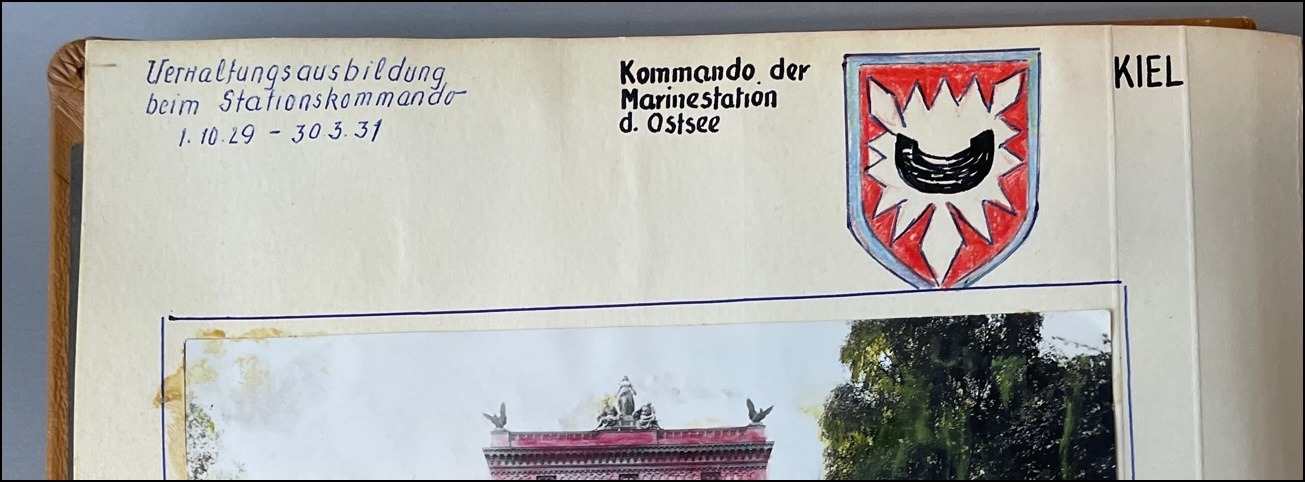 Verwaltungsausbildung
beim Stationskommando
1.10.29 - 30.3.31
Kommando der
Marinestation
d. Ostsee
KIEL